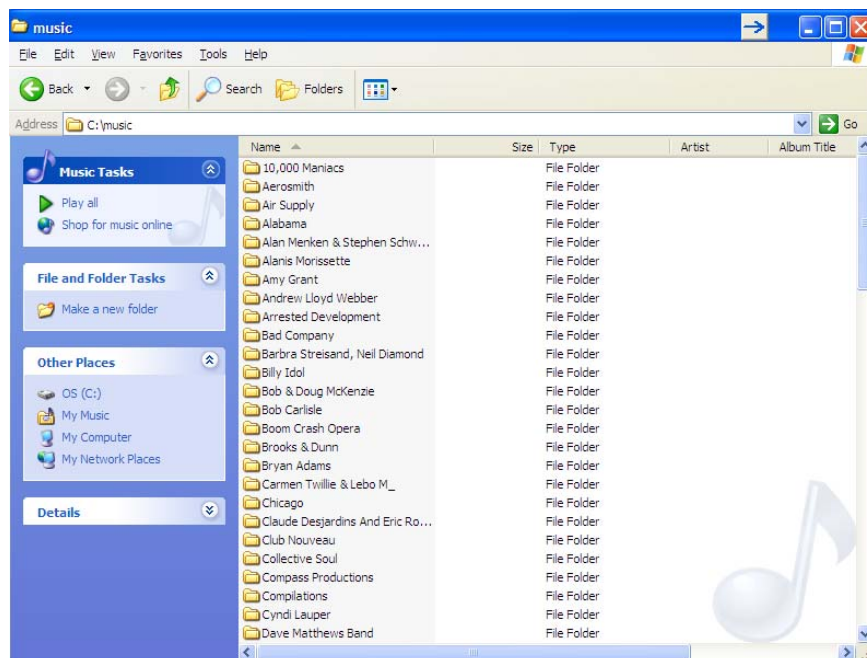 music
File Edit View Favorites Tools Help
Back Search Folders
Address C:\music Go
Name Size Type Artist Album Title
Music Tasks
Play all
Shop for music online
File and Folder Tasks
Make a new folder
Other Places
OS (C:)
My Music
My Computer
My Network Places
Details
10,000 Maniacs File Folder
Aerosmith File Folder
Air Supply File Folder
Alabama File Folder
Alan Menken & Stephen Schw... File Folder
Alanis Morissette File Folder
Amy Grant File Folder
Andrew Lloyd Webber File Folder
Arrested Development File Folder
Bad Company File Folder
Barbra Streisand, Neil Diamond File Folder
Billy Idol File Folder
Bob & Doug McKenzie File Folder
Bob Carlisle File Folder
Boom Crash Opera File Folder
Brooks & Dunn File Folder
Bryan Adams File Folder
Carmen Twillie & Lebo M_ File Folder
Chicago File Folder
Claude Desjardins And Eric Ro... File Folder
Club Nouveau File Folder
Collective Soul File Folder
Compass Productions File Folder
Compilations File Folder
Cyndi Lauper File Folder
Dave Matthews Band File Folder